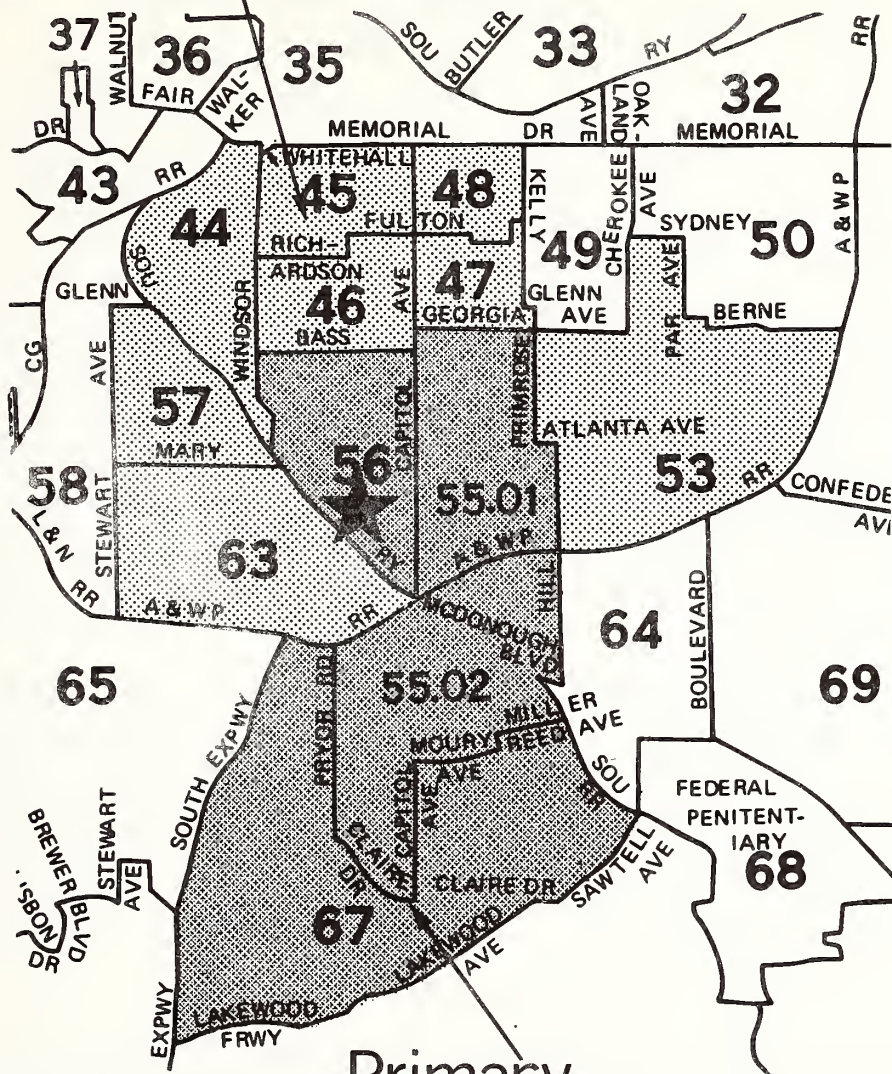 37
WALNUT
36
FAIR
WAL-
KER
35
SOU
BUTLER
33
RY
RR
DR
MEMORIAL
DR
AVE
OAK-
LAND
32
MEMORIAL
43
RR
WHITEHALL
45
48
KELLY
CHEROKEE
AVE
SYDNEY
50
A & W P
44
SOU
FULTON
RICH-
ARDSON
49
GLENN
WINDSOR
46
AVE
47
GEORGIA
GLENN
AVE
PAR AVE
BERNE
BASS
CG
AVE
57
MARY
56
CAPITOL
PRIMROSE
ATLANTA AVE
53
RR
CONFEDE
AVE
58
STEWART
L & N
RR
55.01
63
RY
A & W P
A & W P
RR
HILL
MCDONOUGH
BLVD
64
BOULEVARD
65
SOUTH EXPWY
PRYOR RD
55.02
69
MILL
ER
AVE
MOURY
REED
AVE
CAPITOL
AVE
SOU
RR
FEDERAL
PENITENT-
IARY
68
BREWER
BLVD
STEWART
AVE
SBON
DR
CLAIRE
DR
CLAIRE DR
SAWTELL
AVE
67
LAKEWOOD
AVE
LAKEWOOD
FRWY
EXPWY
Primary